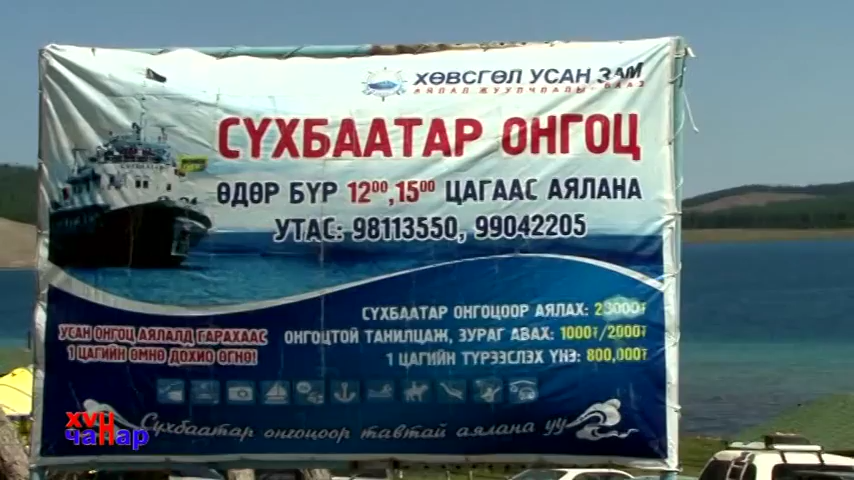 ХӨВСГӨЛ УСАН ЗАМ
АЯЛАЛ ЖУУЛЧЛАЛЫН БААЗ
СҮХБААТАР ОНГОЦ
ӨДӨР БҮР 12⁰⁰,15⁰⁰ ЦАГААС АЯЛАНА
УТАС: 98113550, 99042205
СҮХБААТАР ОНГОЦООР АЯЛАХ: 23000₮
УСАН ОНГОЦ АЯЛАЛД ГАРАХААС
1 ЦАГИЙН ӨМНӨ ДОХИО ӨГНӨ!
ОНГОЦТОЙ ТАНИЛЦАЖ, ЗУРАГ АВАХ: 1000₮/2000₮
1 ЦАГИЙН ТҮРЭЭСЛЭХ ҮНЭ: 800,000₮
Сүхбаатар онгоцоор тавтай аялана уу